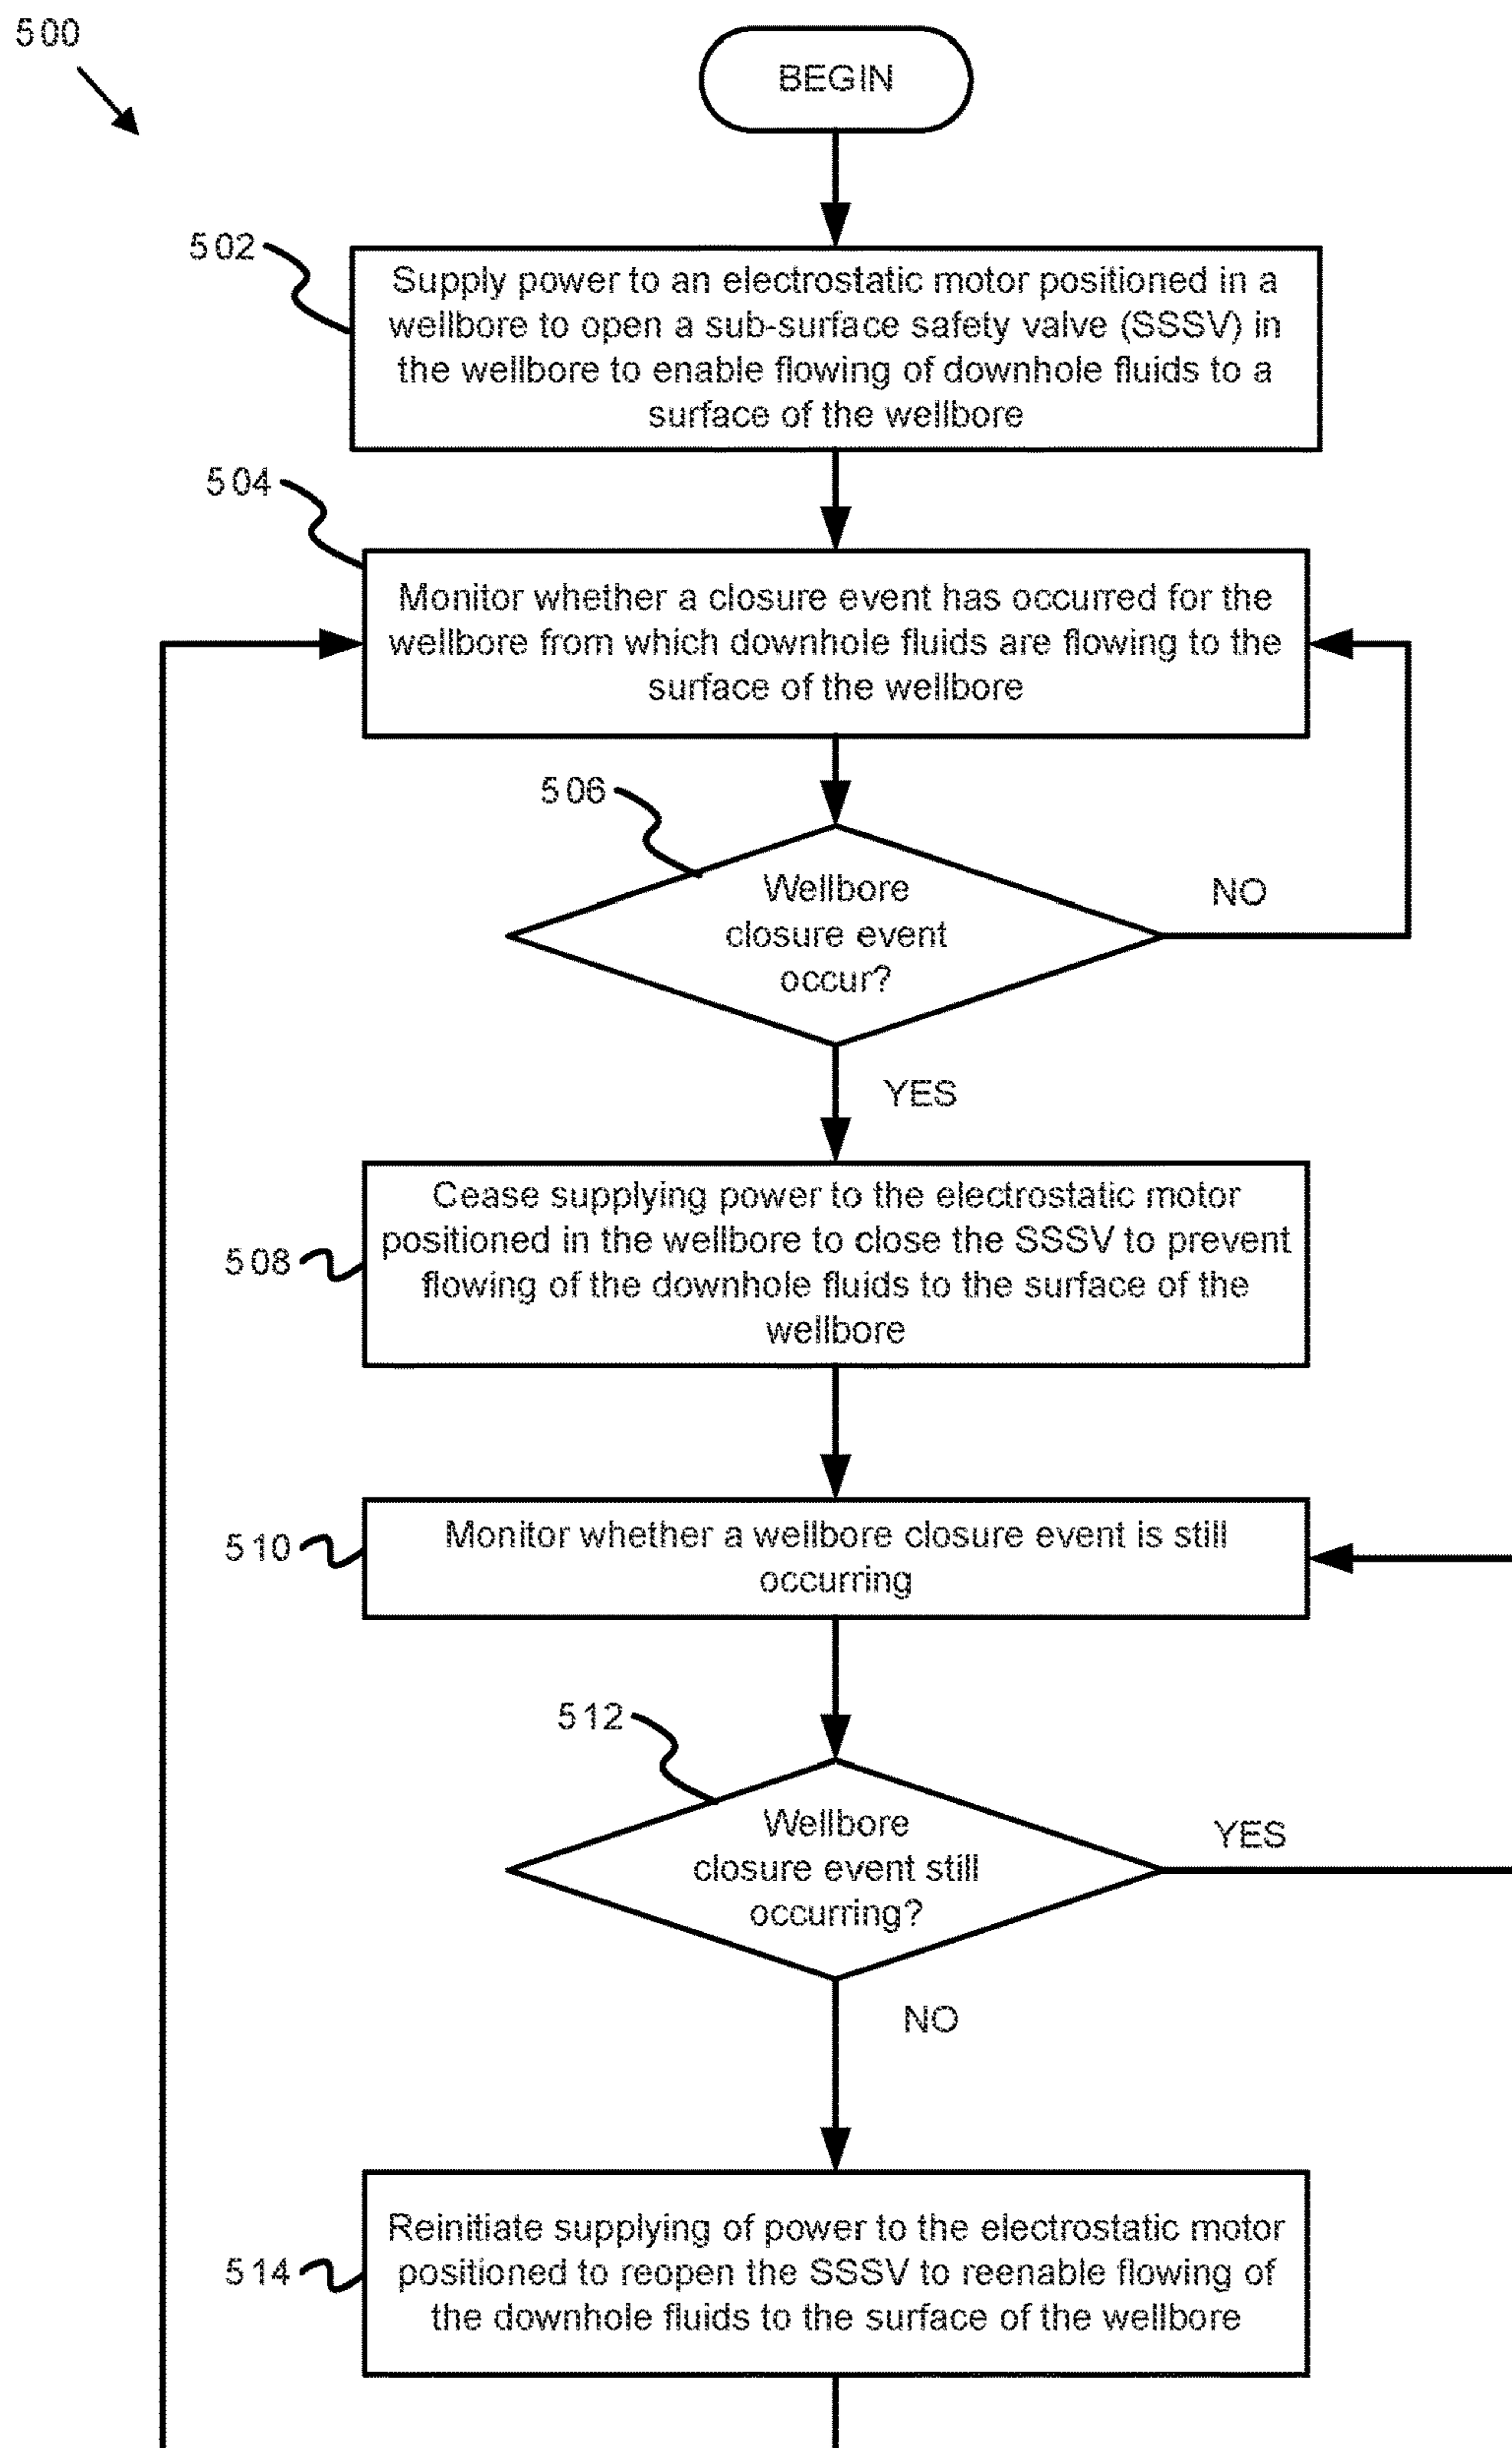 500
BEGIN
502
Supply power to an electrostatic motor positioned in a
wellbore to open a sub-surface safety valve (SSSV) in
the wellbore to enable flowing of downhole fluids to a
surface of the wellbore
504
Monitor whether a closure event has occurred for the
wellbore from which downhole fluids are flowing to the
surface of the wellbore
506
Wellbore
closure event
occur?
NO
YES
508
Cease supplying power to the electrostatic motor
positioned in the wellbore to close the SSSV to prevent
flowing of the downhole fluids to the surface of the
wellbore
510
Monitor whether a wellbore closure event is still
occurring
512
Wellbore
closure event still
occurring?
YES
NO
514
Reinitiate supplying of power to the electrostatic motor
positioned to reopen the SSSV to reenable flowing of
the downhole fluids to the surface of the wellbore